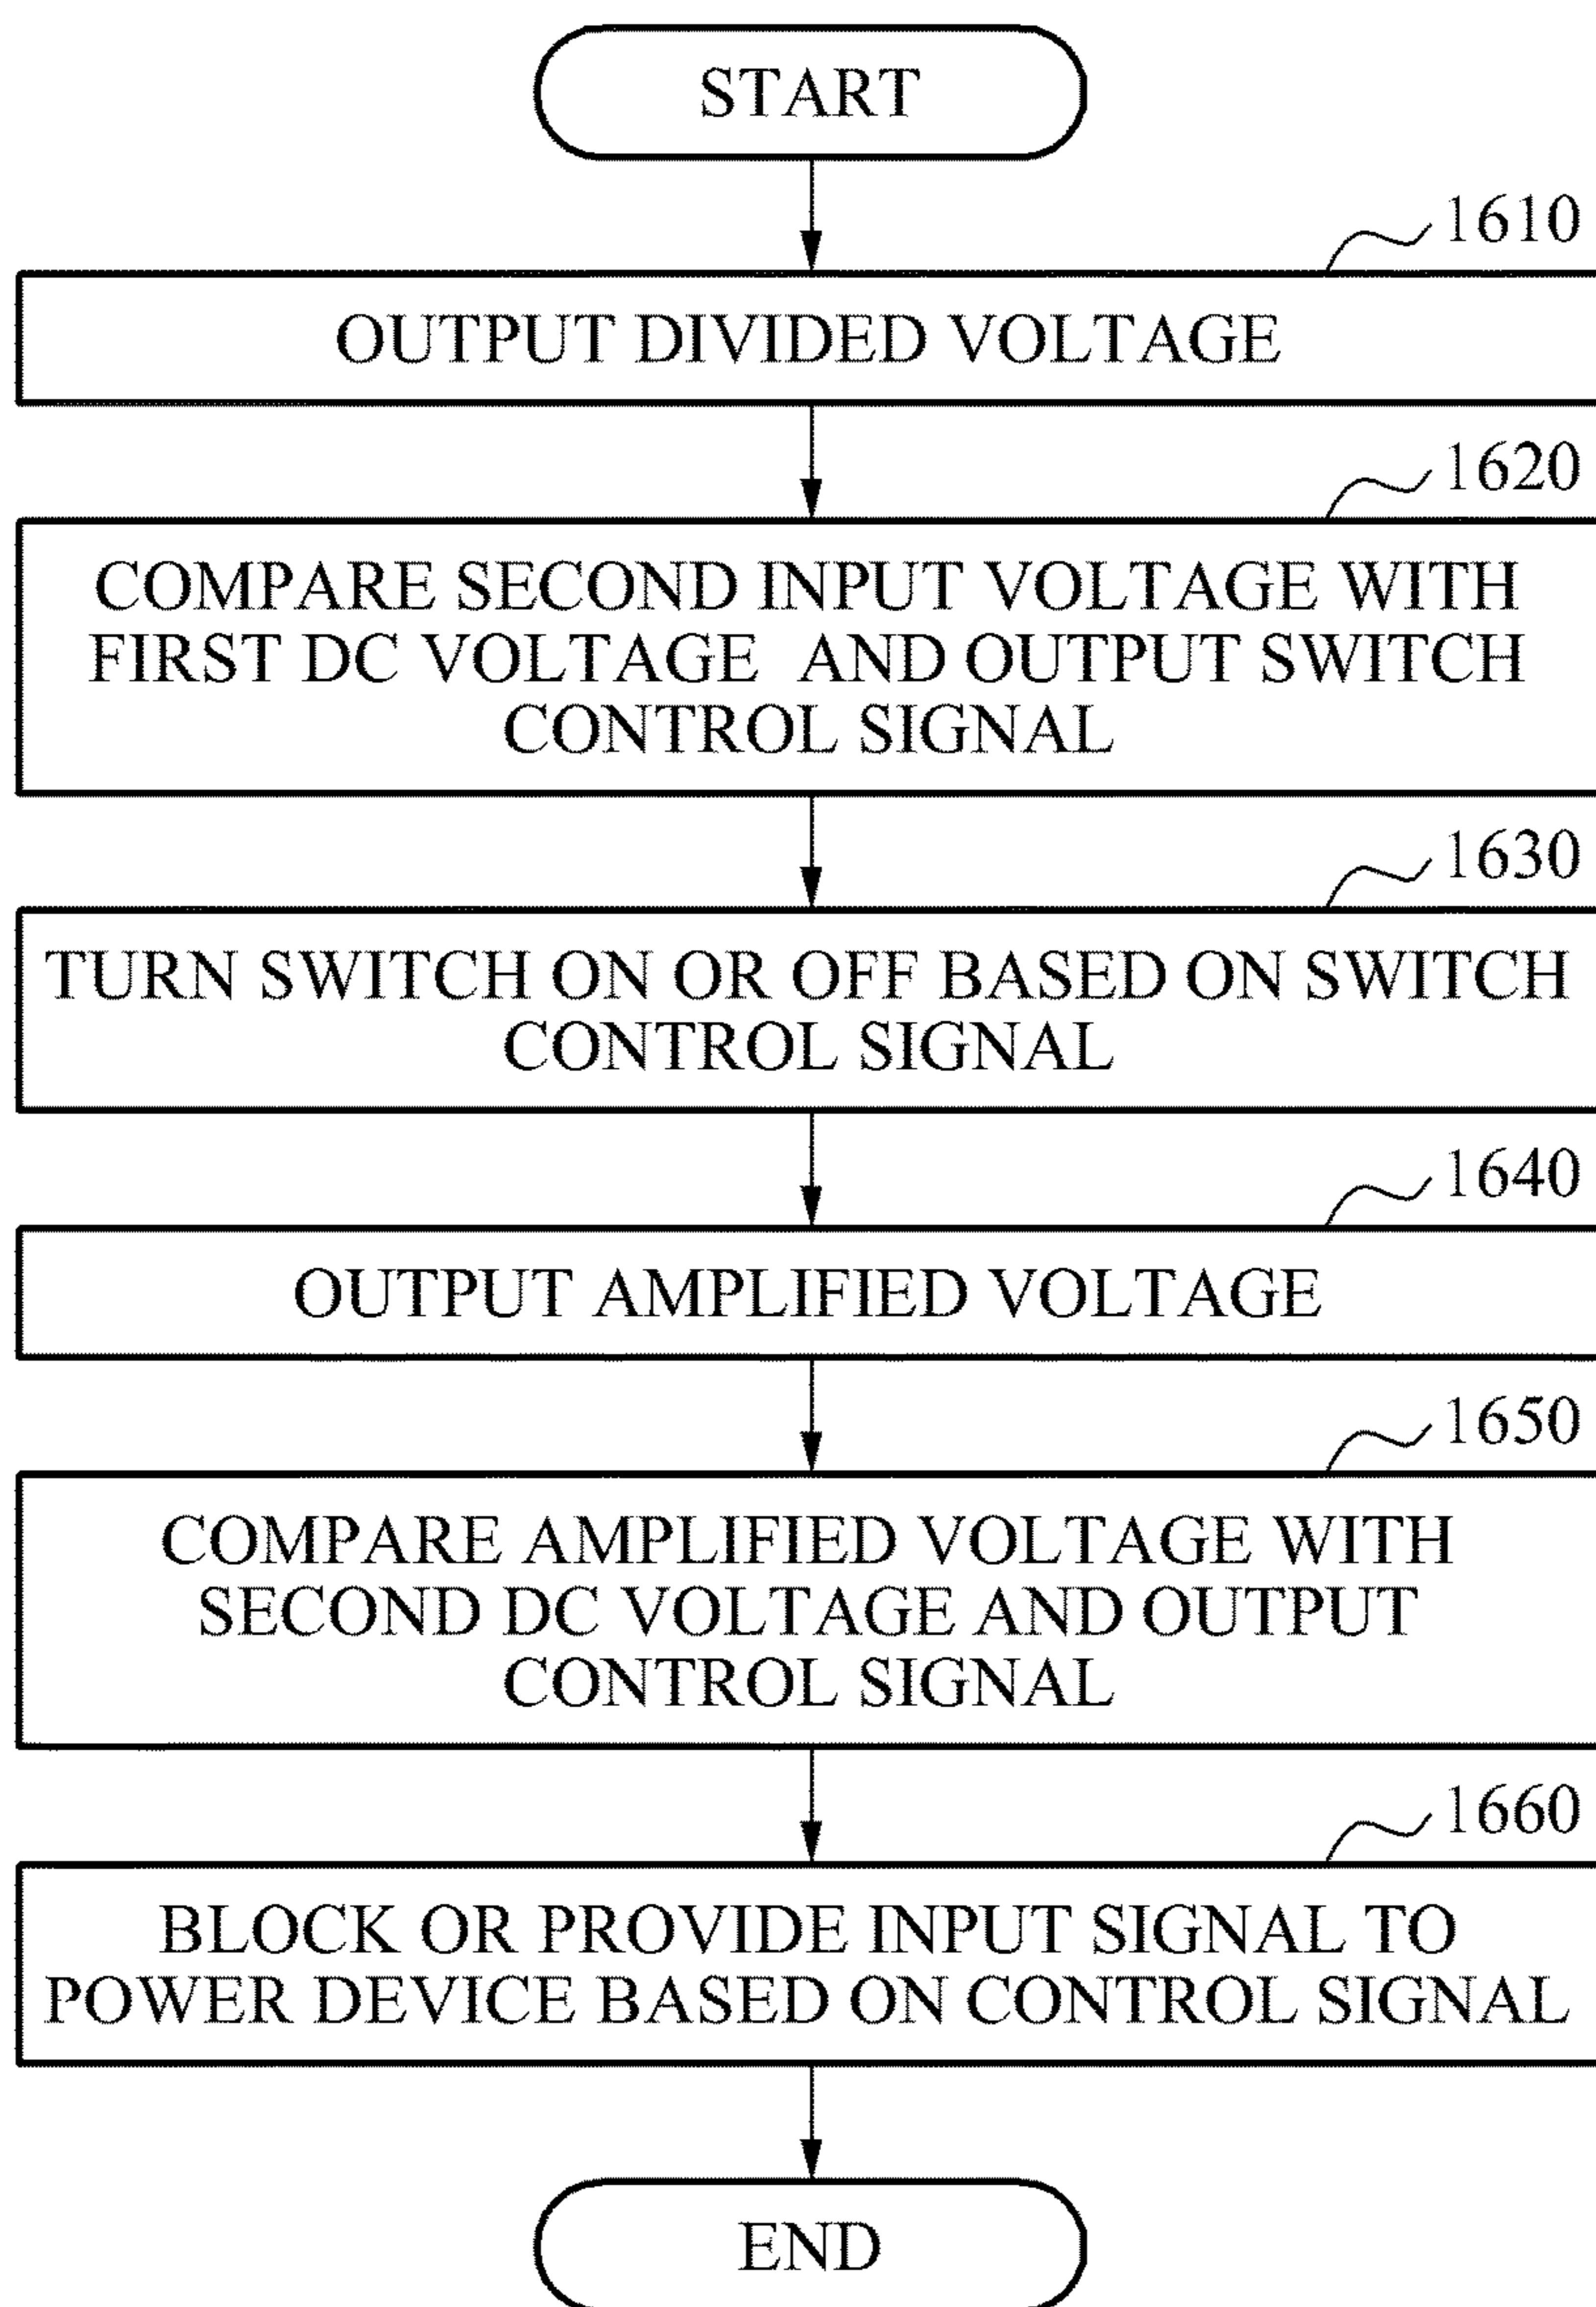 START
1610
OUTPUT DIVIDED VOLTAGE
1620
COMPARE SECOND INPUT VOLTAGE WITH
FIRST DC VOLTAGE AND OUTPUT SWITCH
CONTROL SIGNAL
1630
TURN SWITCH ON OR OFF BASED ON SWITCH
CONTROL SIGNAL
1640
OUTPUT AMPLIFIED VOLTAGE
1650
COMPARE AMPLIFIED VOLTAGE WITH
SECOND DC VOLTAGE AND OUTPUT
CONTROL SIGNAL
1660
BLOCK OR PROVIDE INPUT SIGNAL TO
POWER DEVICE BASED ON CONTROL SIGNAL
END